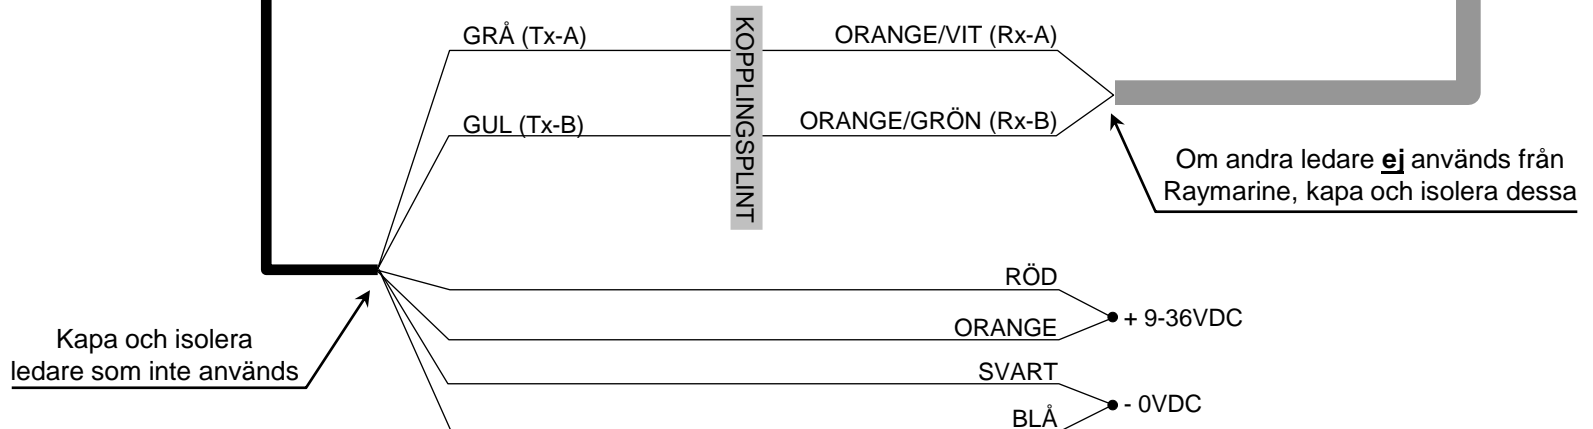 GRÅ (Tx-A)
KOPPLINGSPLINT
ORANGE/VIT (Rx-A)
GUL (Tx-B)
ORANGE/GRÖN (Rx-B)
Om andra ledare ej används från
Raymarine, kapa och isolera dessa
RÖD
+ 9-36VDC
ORANGE
Kapa och isolera
ledare som inte används
SVART
- 0VDC
BLÅ